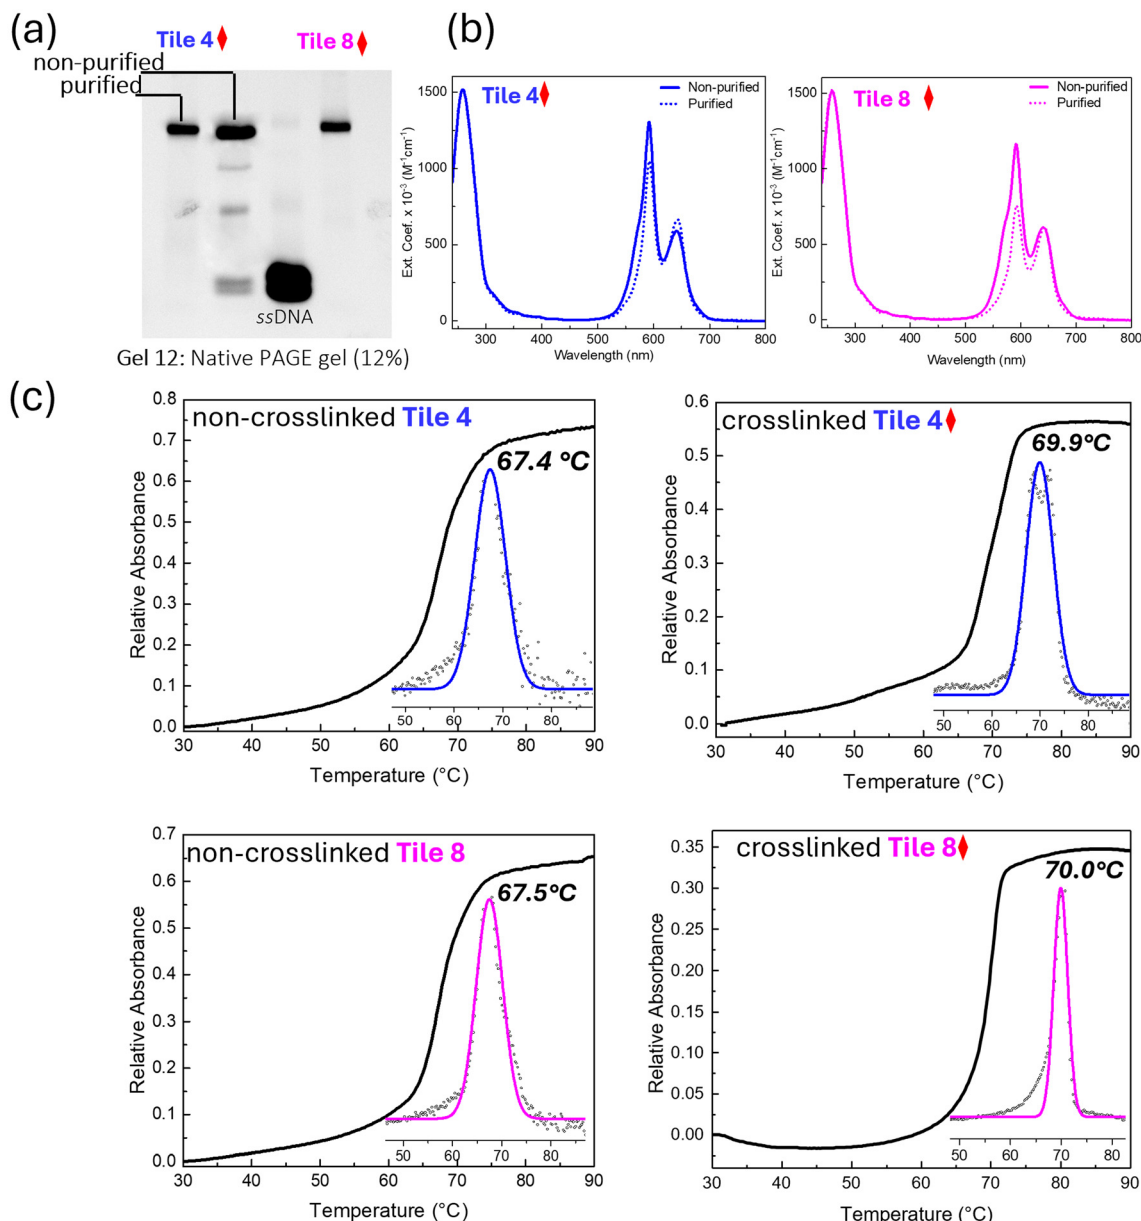 (a)
Tile 4
Tile 8
non-purified
purified
ssDNA
Gel 12: Native PAGE gel (12%)
(b)
Tile 4
Non-purified
Purified
1500
1000
500
0
Ext. Coef. x 10⁻³ (M⁻¹cm⁻¹)
300 400 500 600 700 800
Wavelength (nm)
Tile 8
Non-purified
Purified
1500
1000
500
0
Ext. Coef. x 10⁻³ (M⁻¹cm⁻¹)
300 400 500 600 700 800
Wavelength (nm)
(c)
non-crosslinked Tile 4
67.4 °C
0.8
0.7
0.6
0.5
0.4
0.3
0.2
0.1
0.0
Relative Absorbance
50 60 70 80
30 40 50 60 70 80 90
Temperature (°C)
crosslinked Tile 4
69.9°C
0.6
0.5
0.4
0.3
0.2
0.1
0.0
Relative Absorbance
50 60 70 80
30 40 50 60 70 80 90
Temperature (°C)
non-crosslinked Tile 8
67.5°C
0.7
0.6
0.5
0.4
0.3
0.2
0.1
0.0
Relative Absorbance
50 60 70 80
30 40 50 60 70 80 90
Temperature (°C)
crosslinked Tile 8
70.0°C
0.35
0.30
0.25
0.20
0.15
0.10
0.05
0.00
Relative Absorbance
50 60 70 80
30 40 50 60 70 80 90
Temperature (°C)